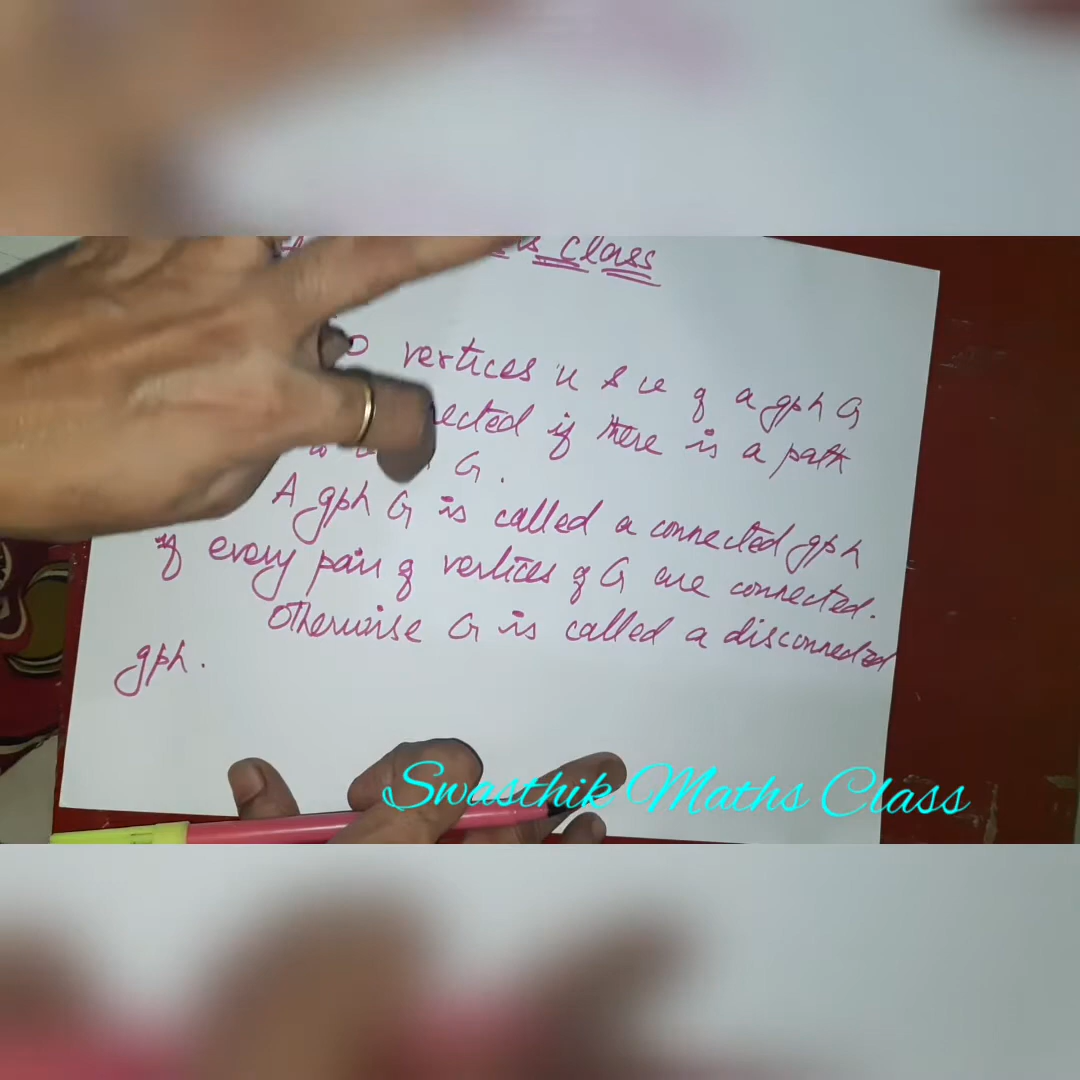 Class
vertices u & v of a gph G
if there is a path
G.
A gph G is called a connected gph
if every pair of vertices of G are connected.
Otherwise G is called a disconnected
gph.
Swasthik Maths Class